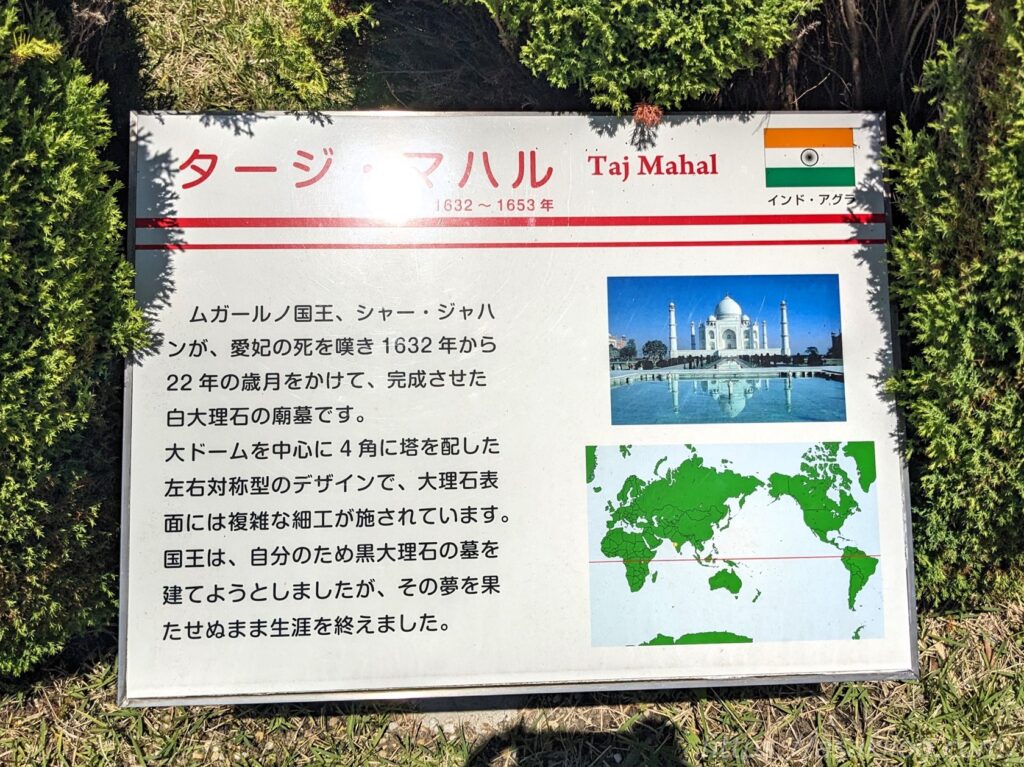 タージ・マハル Taj Mahal
1632～1653年
インド・アグラ
ムガールノ国王、シャー・ジャハ
ンが、愛妃の死を嘆き1632年から
22年の歳月をかけて、完成させた
白大理石の廟墓です。
大ドームを中心に4角に塔を配した
左右対称型のデザインで、大理石表
面には複雑な細工が施されています。
国王は、自分のため黒大理石の墓を
建てようとしましたが、その夢を果
たせぬまま生涯を終えました。